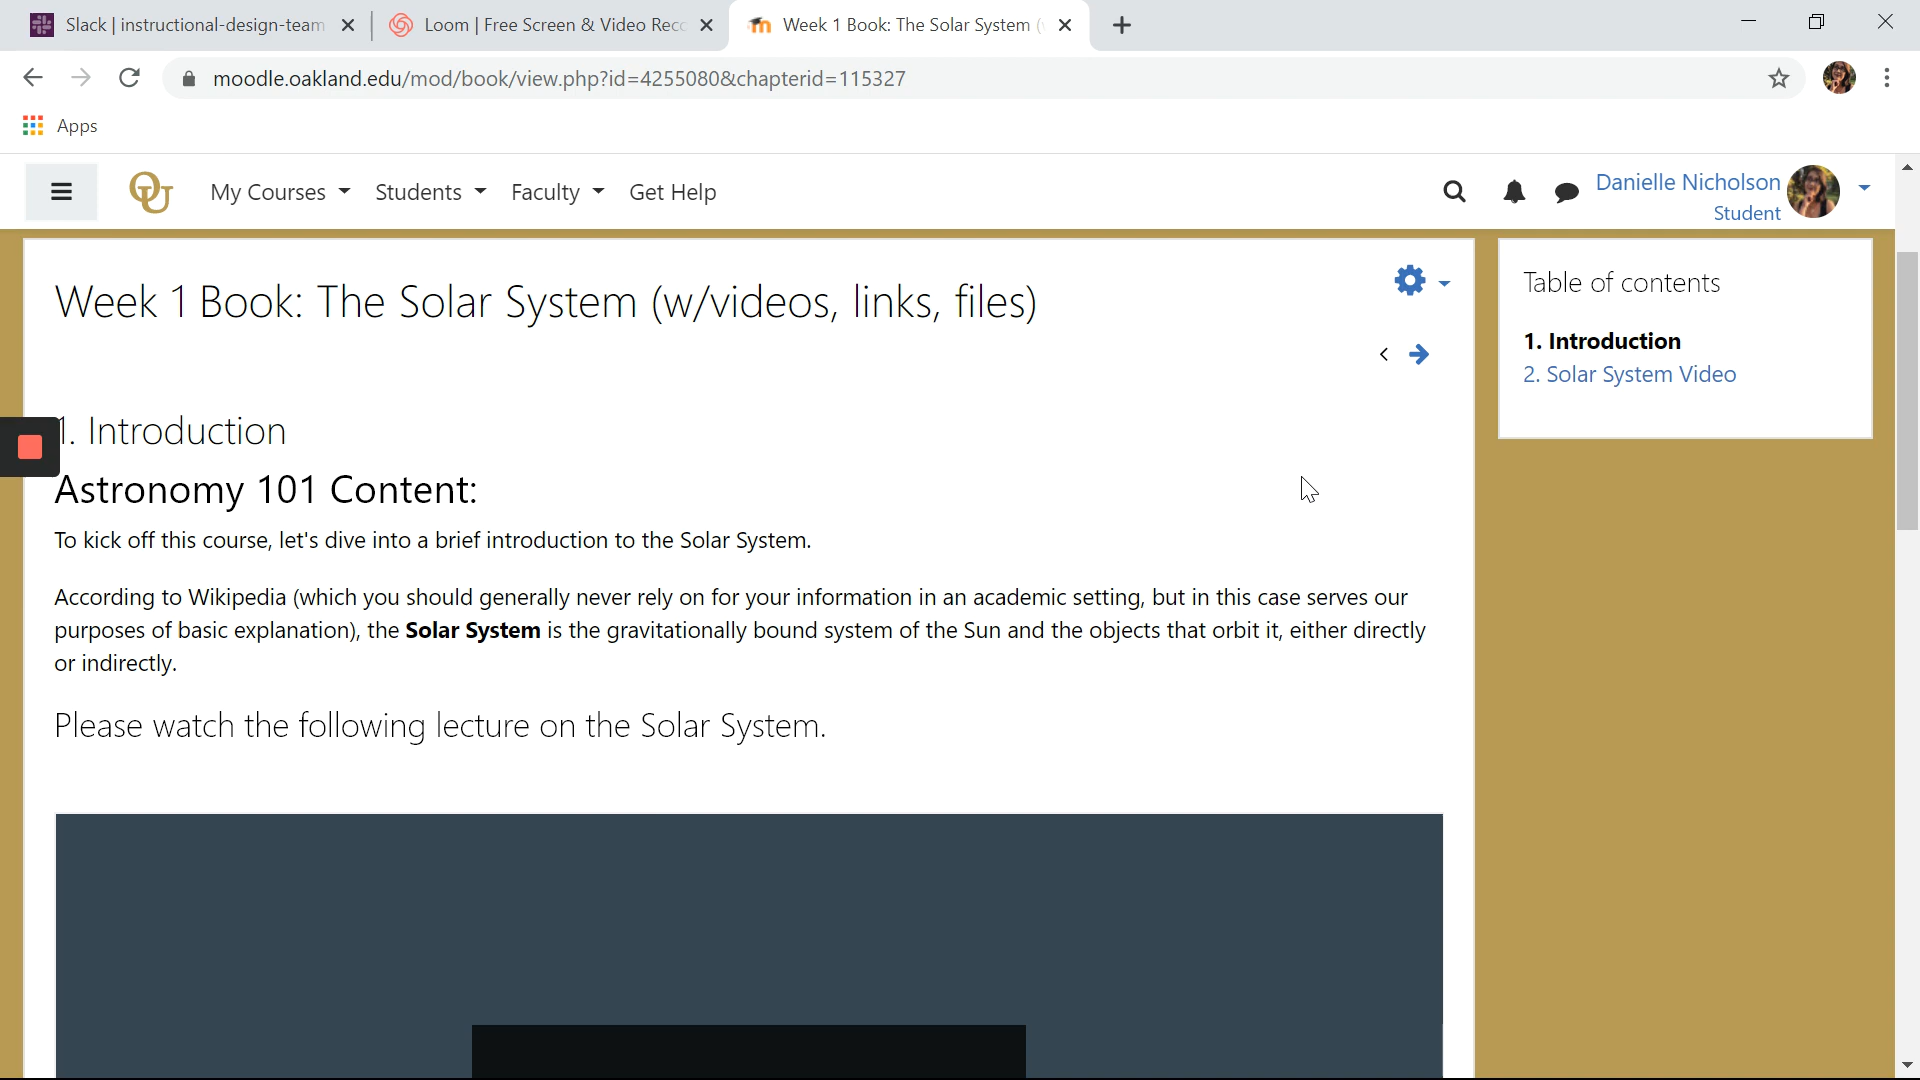 Slack | instructional-design-team
Loom | Free Screen & Video Rec
Week 1 Book: The Solar System (
moodle.oakland.edu/mod/book/view.php?id=4255080&chapterid=115327
Apps
OU
My Courses
Students
Faculty
Get Help
Danielle Nicholson
Student
Week 1 Book: The Solar System (w/videos, links, files)
1. Introduction
Astronomy 101 Content:
To kick off this course, let's dive into a brief introduction to the Solar System.
According to Wikipedia (which you should generally never rely on for your information in an academic setting, but in this case serves our
purposes of basic explanation), the Solar System is the gravitationally bound system of the Sun and the objects that orbit it, either directly
or indirectly.
Please watch the following lecture on the Solar System.
Table of contents
1. Introduction
2. Solar System Video